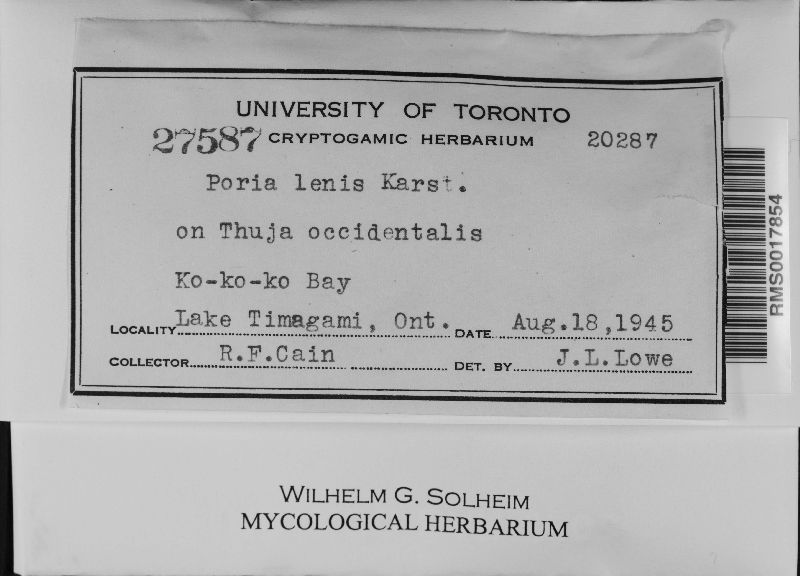 UNIVERSITY OF TORONTO
27587 CRYPTOGAMIC HERBARIUM 20287
Poria lenis Karst.
on Thuja occidentalis
Ko-ko-ko Bay
LOCALITY Lake Timagami, Ont. DATE Aug.18,1945
COLLECTOR R.F.Cain DET. BY J.L.Lowe
RMS0017854
WILHELM G. SOLHEIM
MYCOLOGICAL HERBARIUM